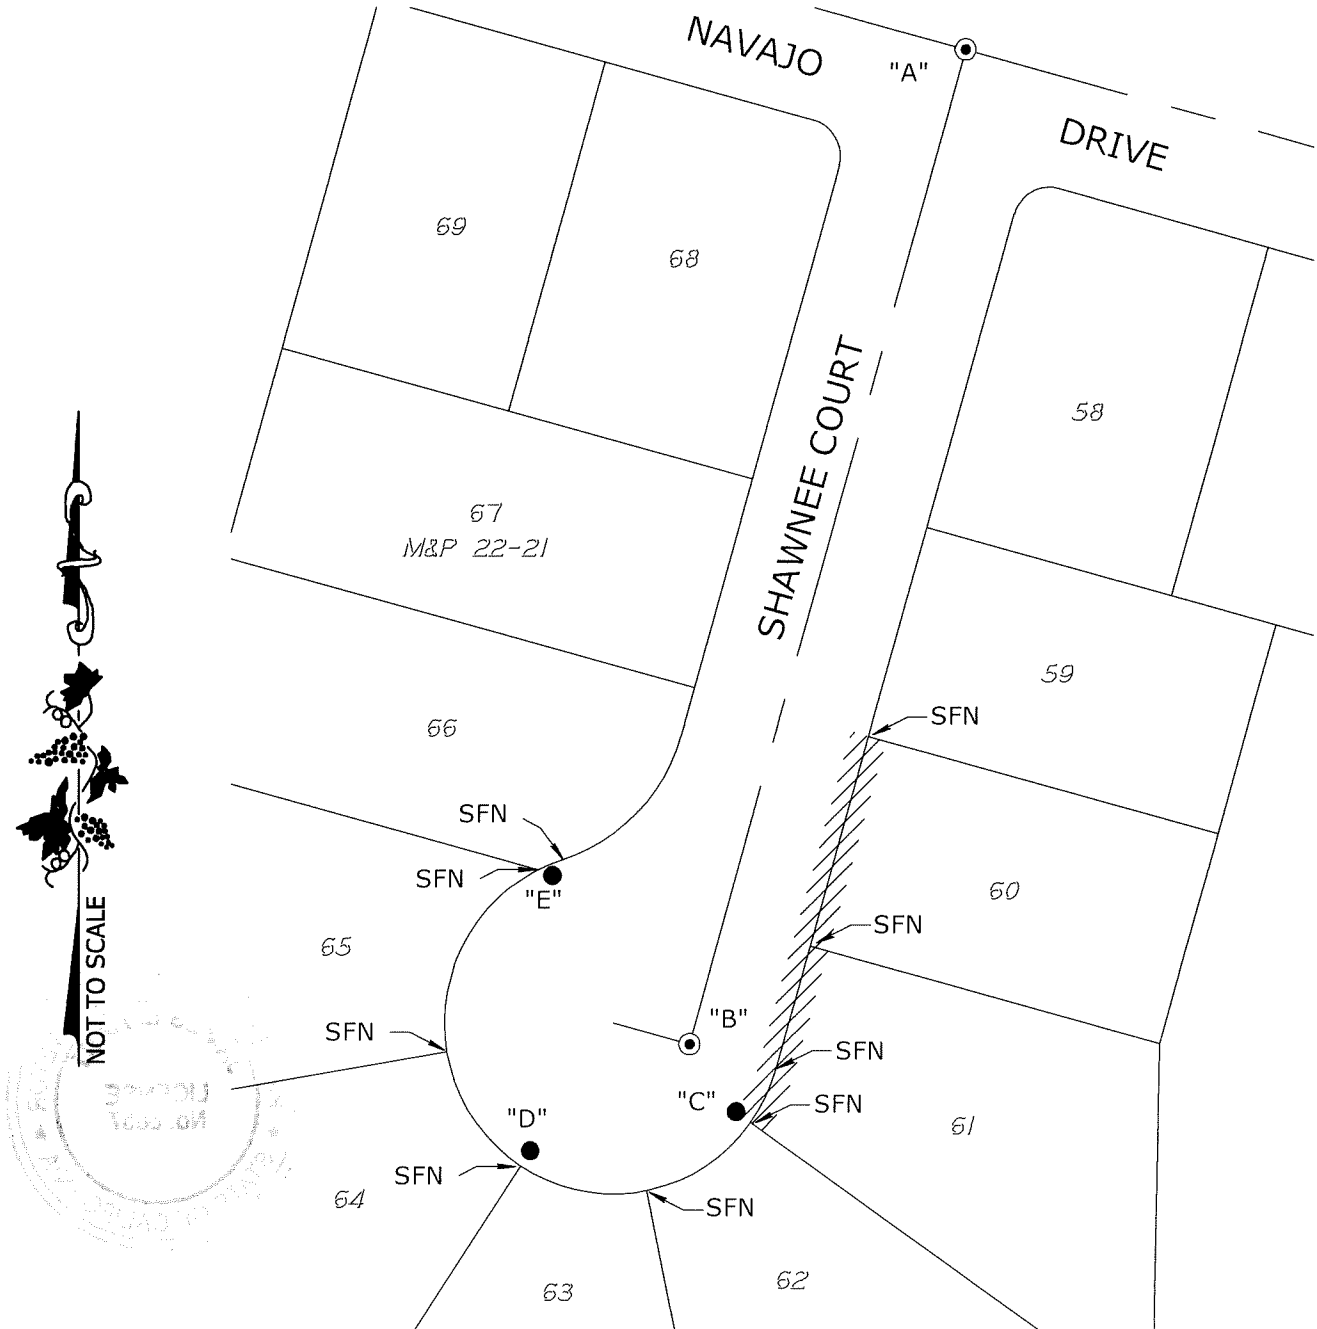 NAVAJO
"A"
DRIVE
69
68
58
SHAWNEE COURT
67
M&P 22-21
59
SFN
66
SFN
SFN
"E"
60
SFN
65
NOT TO SCALE
"B"
SFN
SFN
"C"
SFN
"D"
61
SFN
64
SFN
62
63
LICENSE